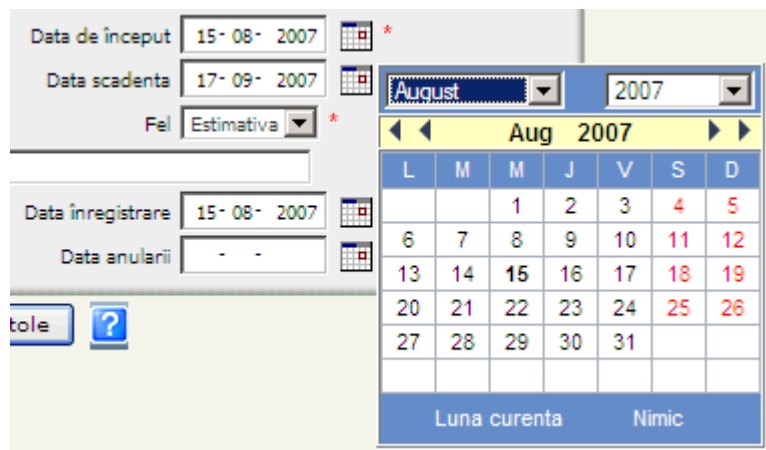 Data de început 15- 08- 2007 *
Data scadenta 17- 09- 2007
Fel Estimativa *
Data înregistrare 15- 08- 2007
Data anularii - -
tole ?
August 2007
Aug 2007
L M M J V S D
1 2 3 4 5
6 7 8 9 10 11 12
13 14 15 16 17 18 19
20 21 22 23 24 25 26
27 28 29 30 31
Luna curenta Nimic